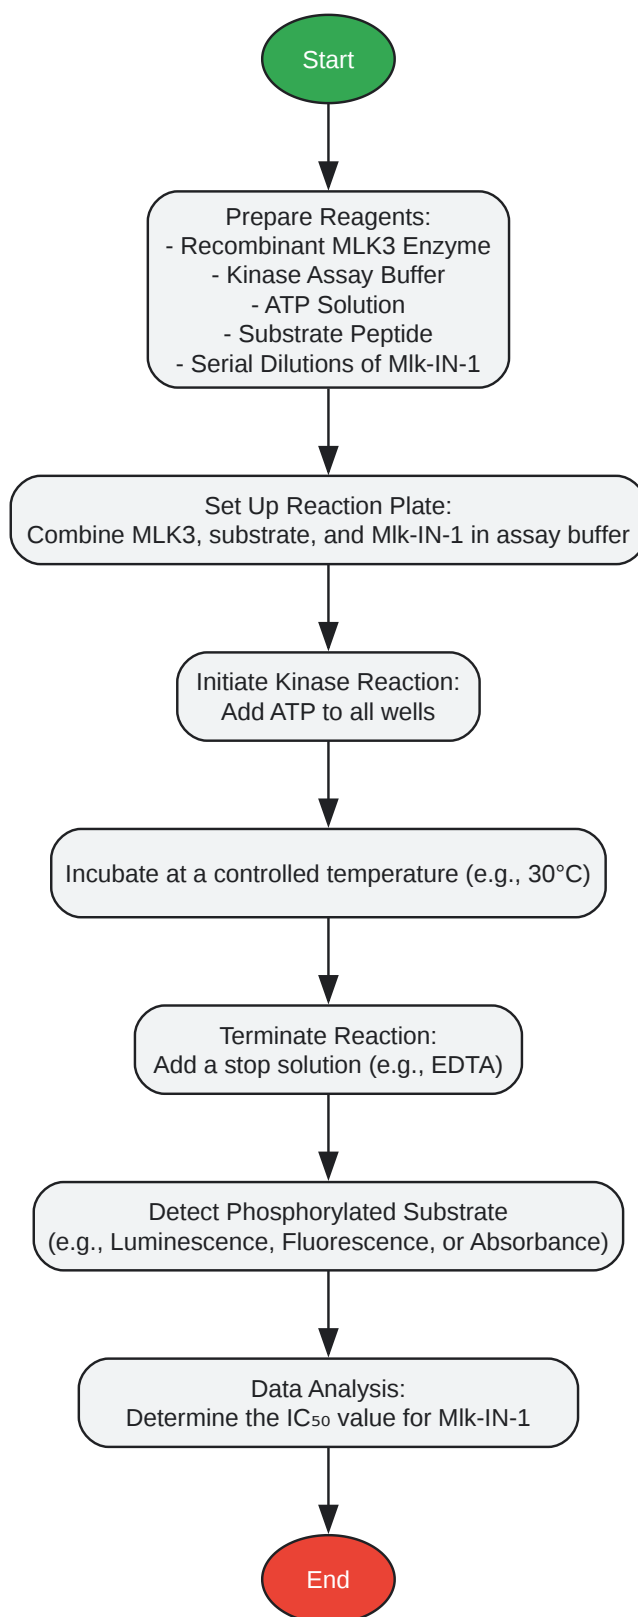 Start
Prepare Reagents:
- Recombinant MLK3 Enzyme
- Kinase Assay Buffer
- ATP Solution
- Substrate Peptide
- Serial Dilutions of Mlk-IN-1
Set Up Reaction Plate:
Combine MLK3, substrate, and Mlk-IN-1 in assay buffer
Initiate Kinase Reaction:
Add ATP to all wells
Incubate at a controlled temperature (e.g., 30°C)
Terminate Reaction:
Add a stop solution (e.g., EDTA)
Detect Phosphorylated Substrate
(e.g., Luminescence, Fluorescence, or Absorbance)
Data Analysis:
Determine the IC₅₀ value for Mlk-IN-1
End